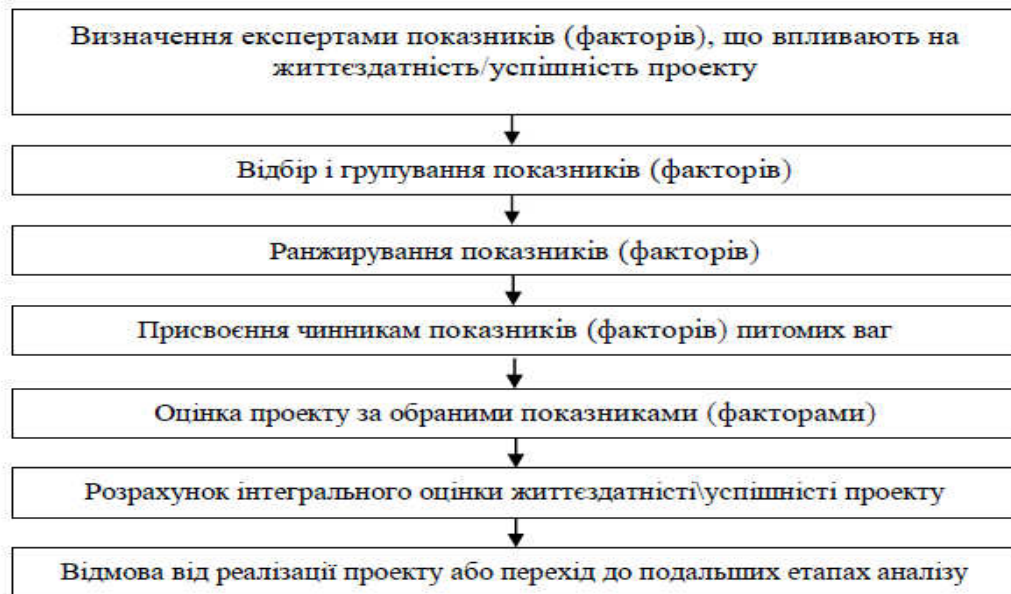 Визначення експертами показників (факторів), що впливають на
життєздатність/успішність проекту
Відбір і групування показників (факторів)
Ранжирування показників (факторів)
Присвоєння чинникам показників (факторів) питомих ваг
Оцінка проекту за обраними показниками (факторами)
Розрахунок інтегрального оцінки життєздатністі\успішністі проекту
Відмова від реалізації проекту або перехід до подальших етапах аналізу